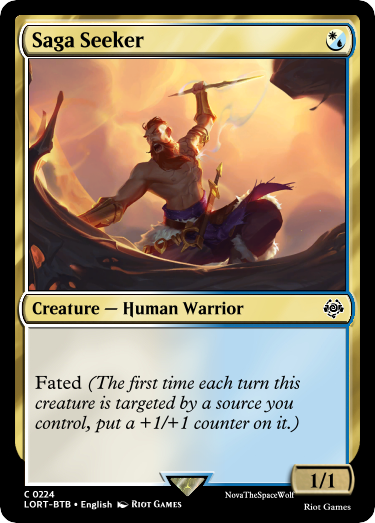 Saga Seeker
Creature — Human Warrior
Fated (The first time each turn this
creature is targeted by a source you
control, put a +1/+1 counter on it.)
1/1
C 0224
LORT-BTB • English Riot Games
NovaTheSpaceWolf
Riot Games